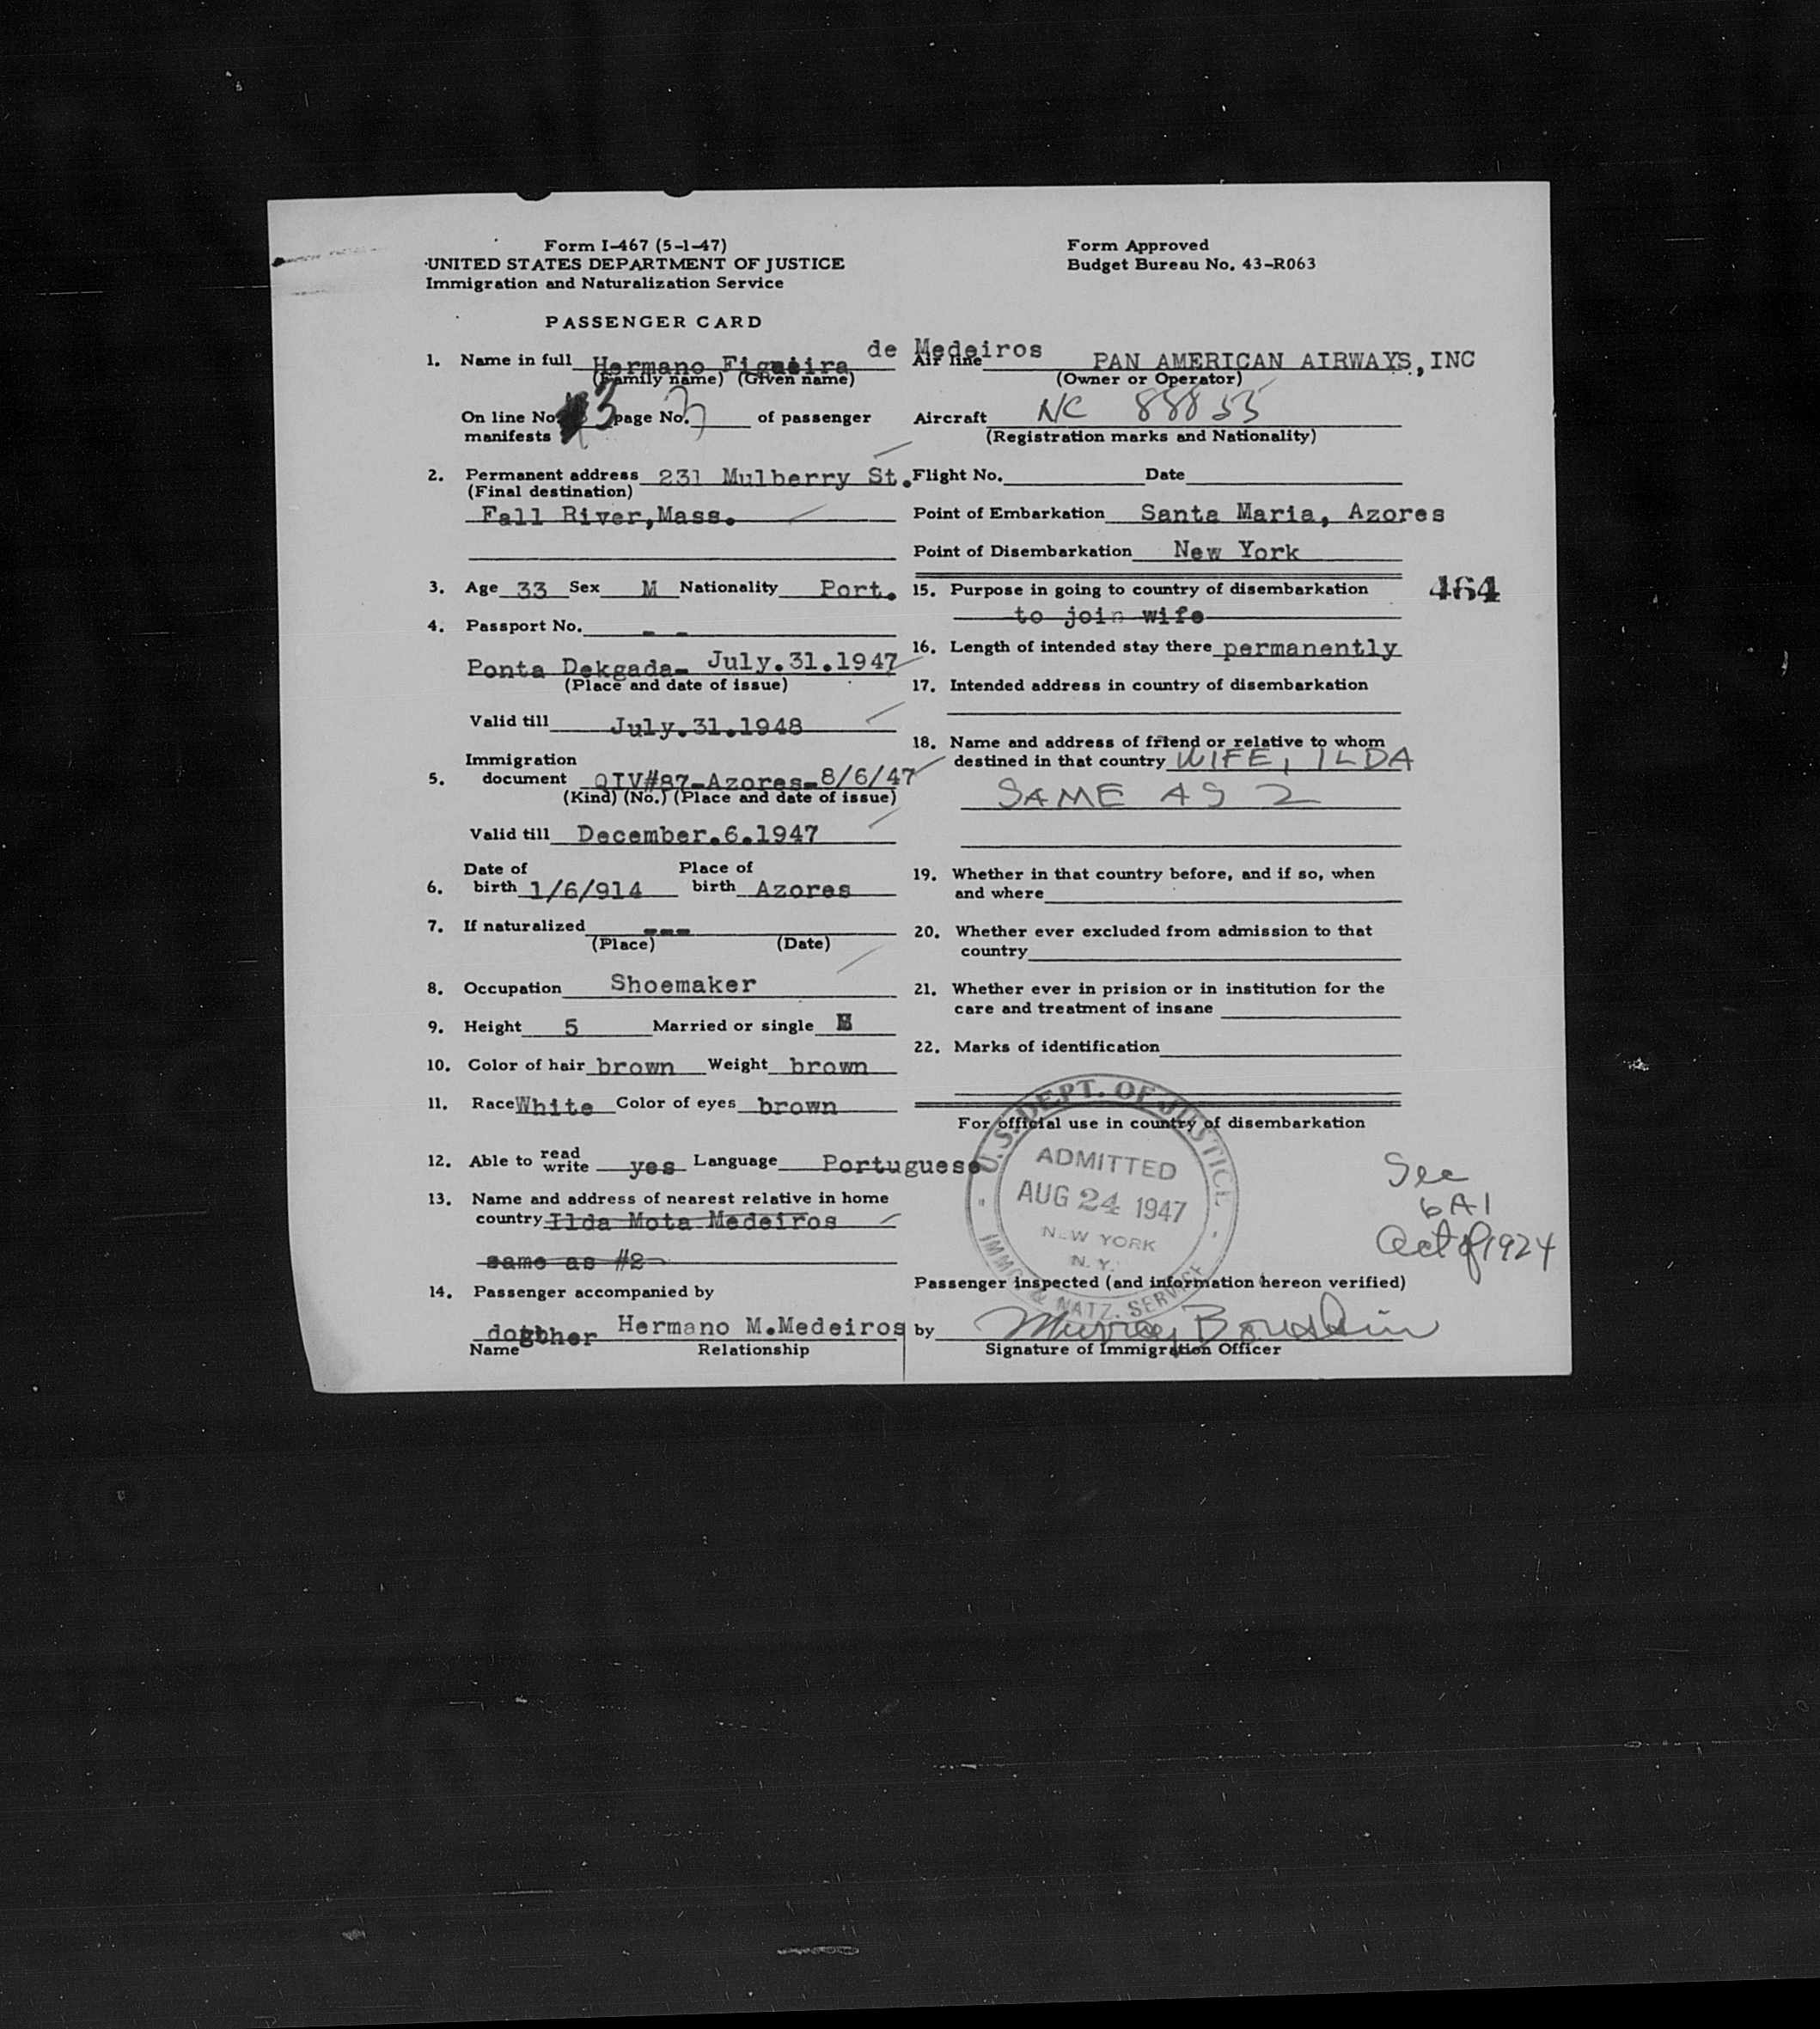 Form I-467 (5-1-47)
UNITED STATES DEPARTMENT OF JUSTICE
Immigration and Naturalization Service
Form Approved
Budget Bureau No. 43-R063
PASSENGER CARD
1. Name in full Hermano Figueira de Medeiros
(Family name) (Given name)
On line No. 3 page No. 3 of passenger
manifests
2. Permanent address 231 Mulberry St.
(Final destination)
Fall River,Mass.
3. Age 33 Sex M Nationality Port.
4. Passport No. - -
Ponta Dekgada- July.31.1947
(Place and date of issue)
Valid till July.31.1948
Immigration
5. document QIV#87-Azores-8/6/47
(Kind) (No.) (Place and date of issue)
Valid till December.6.1947
Date of Place of
6. birth 1/6/914 birth Azores
7. If naturalized ---
(Place) (Date)
8. Occupation Shoemaker
9. Height 5 Married or single
10. Color of hair brown Weight brown
11. Race White Color of eyes brown
12. Able to read write yes Language Portuguese
13. Name and address of nearest relative in home
country Ilda Mota Medeiros
same as #2
14. Passenger accompanied by
Hermano M.Medeiros
Name Relationship
Air line PAN AMERICAN AIRWAYS,INC
(Owner or Operator)
Aircraft NC 88855
(Registration marks and Nationality)
Flight No. Date
Point of Embarkation Santa Maria, Azores
Point of Disembarkation New York
15. Purpose in going to country of disembarkation
to join wife
464
16. Length of intended stay there permanently
17. Intended address in country of disembarkation
18. Name and address of friend or relative to whom
destined in that country WIFE, ILDA
SAME AS 2
19. Whether in that country before, and if so, when
and where
20. Whether ever excluded from admission to that
country
21. Whether ever in prision or in institution for the
care and treatment of insane
22. Marks of identification
For official use in country of disembarkation
U.S. DEPT. OF JUSTICE
ADMITTED
AUG 24 1947
NEW YORK
N.Y.
IMMG. & NATZ. SERVICE
See
6A1
Act of 1924
Passenger inspected (and information hereon verified)
by Murray
Signature of Immigration Officer